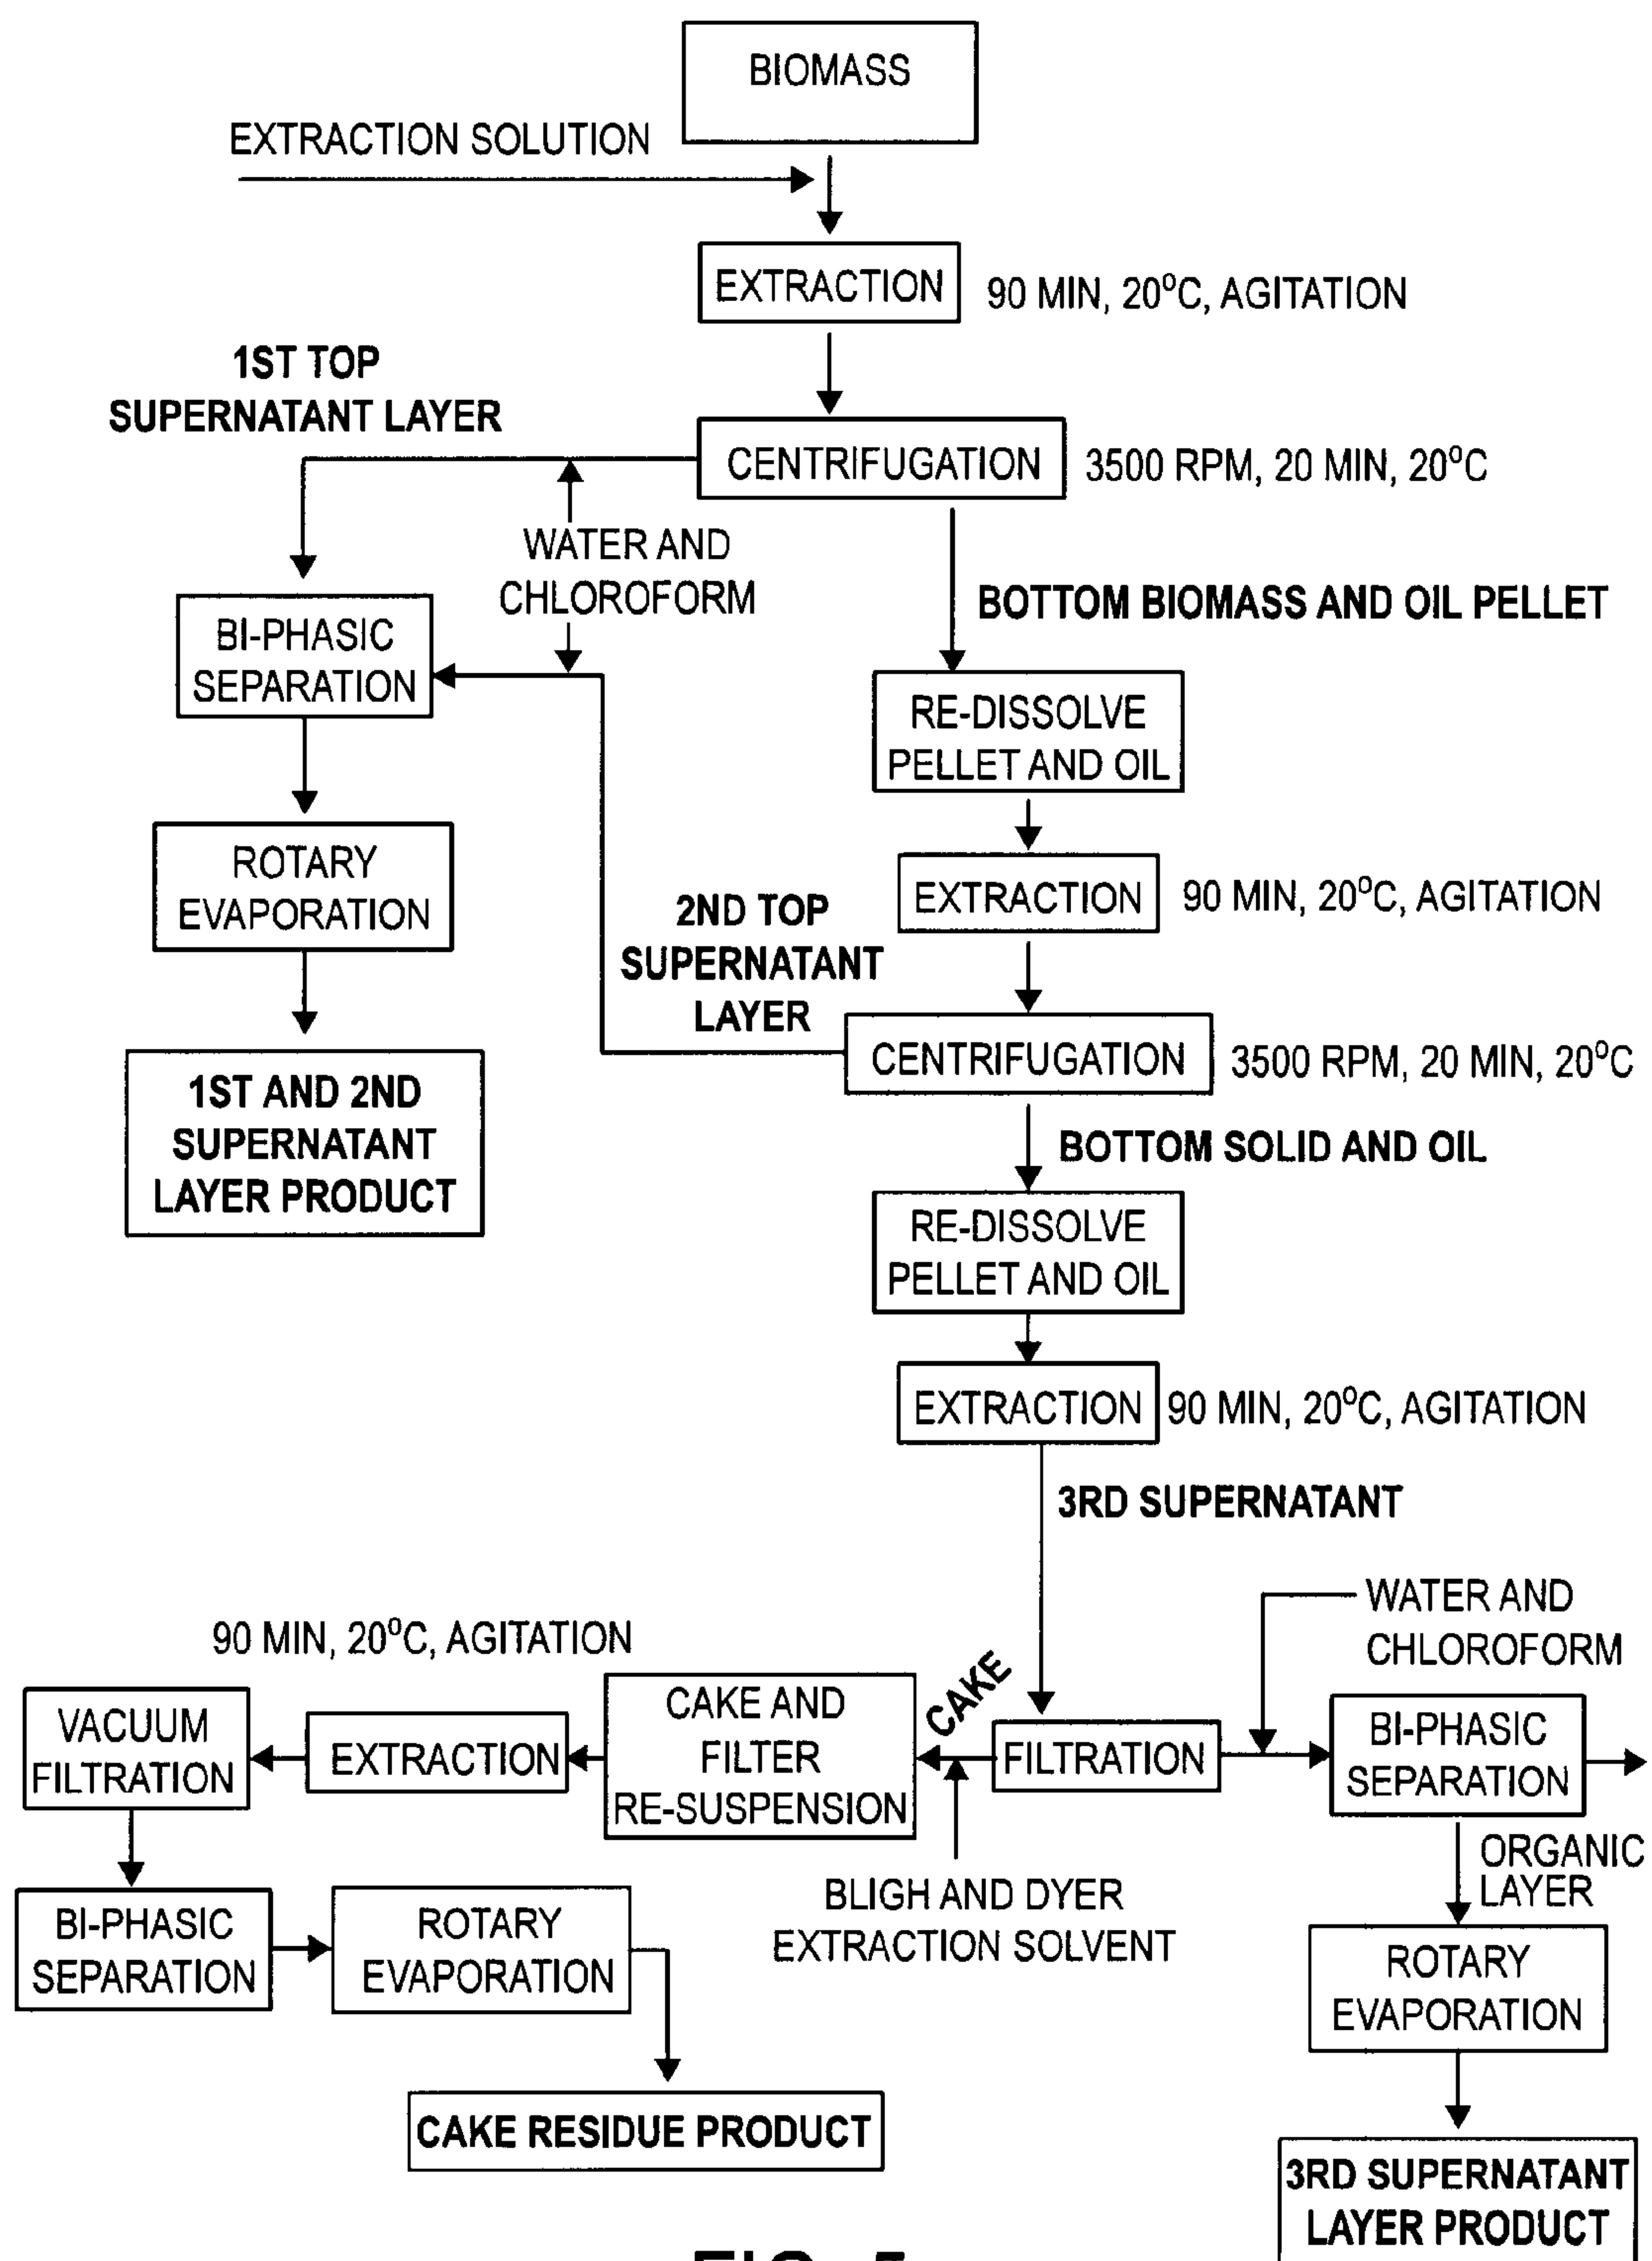 BIOMASS
EXTRACTION SOLUTION
EXTRACTION
90 MIN, 20°C, AGITATION
1ST TOP
SUPERNATANT LAYER
CENTRIFUGATION
3500 RPM, 20 MIN, 20°C
WATER AND
CHLOROFORM
BOTTOM BIOMASS AND OIL PELLET
BI-PHASIC
SEPARATION
RE-DISSOLVE
PELLET AND OIL
ROTARY
EVAPORATION
EXTRACTION
90 MIN, 20°C, AGITATION
2ND TOP
SUPERNATANT
LAYER
CENTRIFUGATION
3500 RPM, 20 MIN, 20°C
1ST AND 2ND
SUPERNATANT
LAYER PRODUCT
BOTTOM SOLID AND OIL
RE-DISSOLVE
PELLET AND OIL
EXTRACTION
90 MIN, 20°C, AGITATION
3RD SUPERNATANT
WATER AND
CHLOROFORM
90 MIN, 20°C, AGITATION
CAKE
VACUUM
FILTRATION
EXTRACTION
CAKE AND
FILTER
RE-SUSPENSION
FILTRATION
BI-PHASIC
SEPARATION
ORGANIC
LAYER
BLIGH AND DYER
EXTRACTION SOLVENT
BI-PHASIC
SEPARATION
ROTARY
EVAPORATION
ROTARY
EVAPORATION
CAKE RESIDUE PRODUCT
3RD SUPERNATANT
LAYER PRODUCT